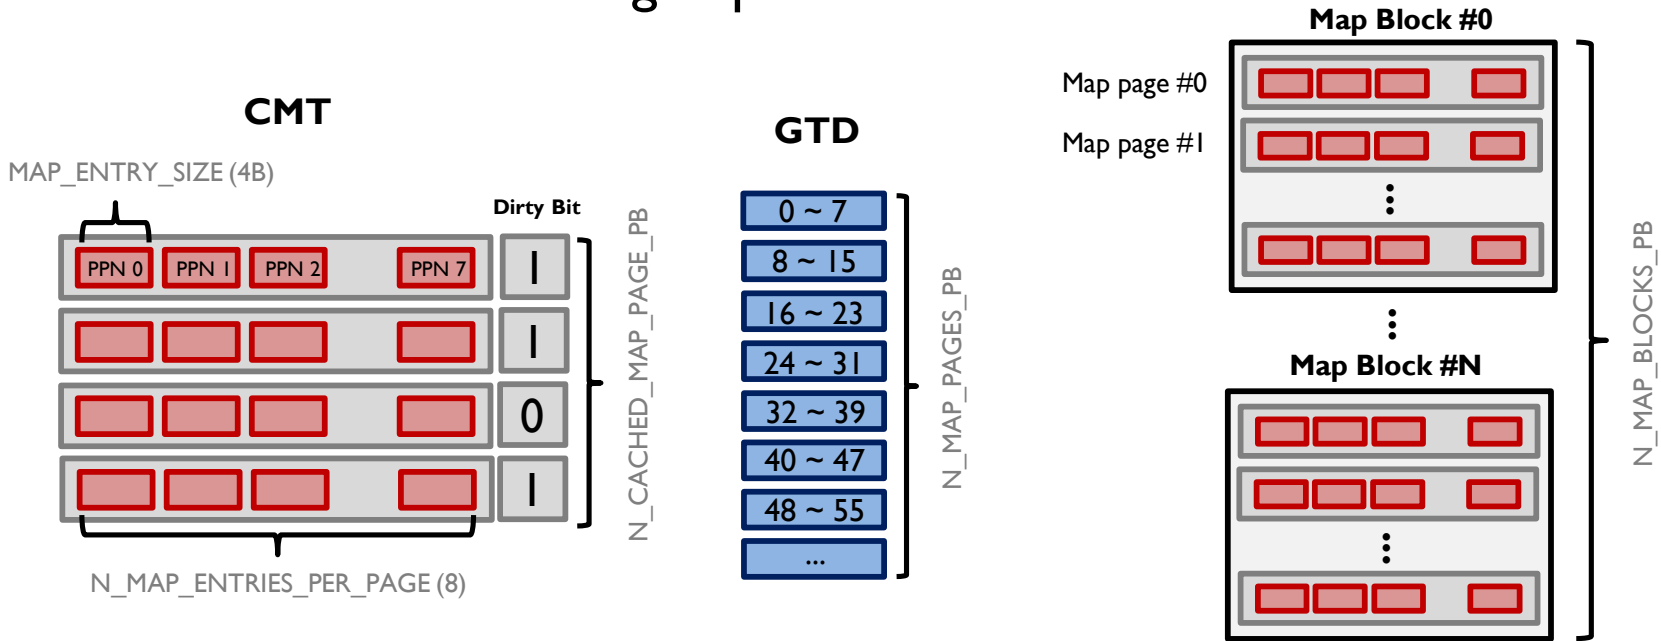 CMT
MAP_ENTRY_SIZE (4B)
Dirty Bit
PPN 0 PPN 1 PPN 2 PPN 7 1
1
0
1
N_CACHED_MAP_PAGE_PB
N_MAP_ENTRIES_PER_PAGE (8)
GTD
0 ~ 7
8 ~ 15
16 ~ 23
24 ~ 31
32 ~ 39
40 ~ 47
48 ~ 55
...
N_MAP_PAGES_PB
Map Block #0
Map page #0
Map page #1
Map Block #N
N_MAP_BLOCKS_PB